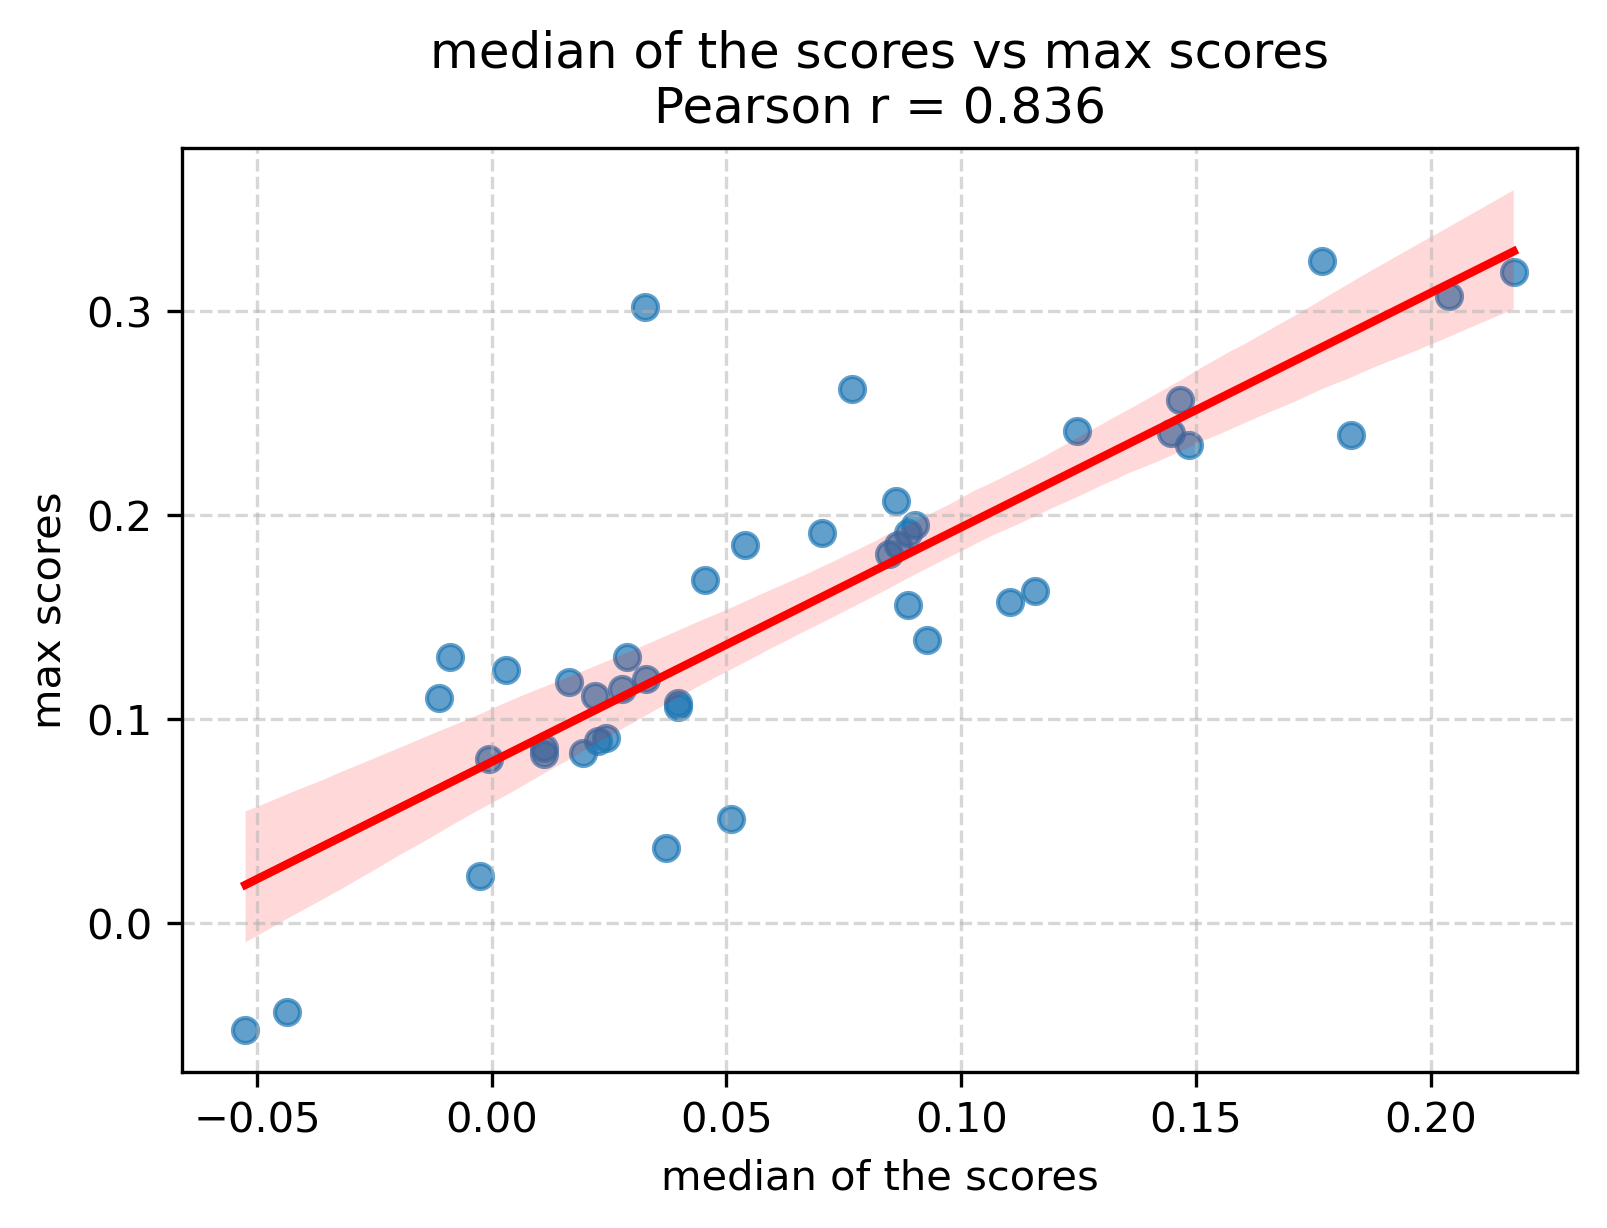 median of the scores vs max scores
Pearson r = 0.836
max scores
0.3
0.2
0.1
0.0
−0.05 0.00 0.05 0.10 0.15 0.20
median of the scores